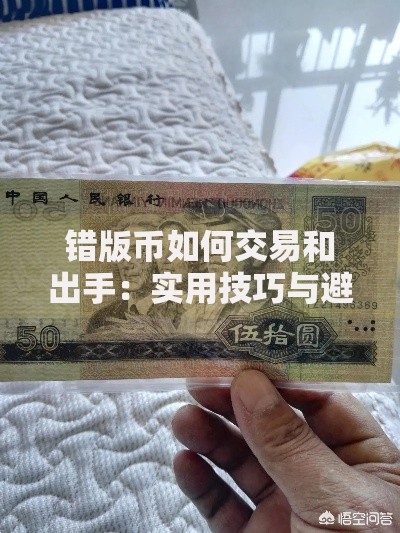 中国人民银行
50
错版币如何交易和
出手：实用技巧与避
50
伍拾圆
悟空问答